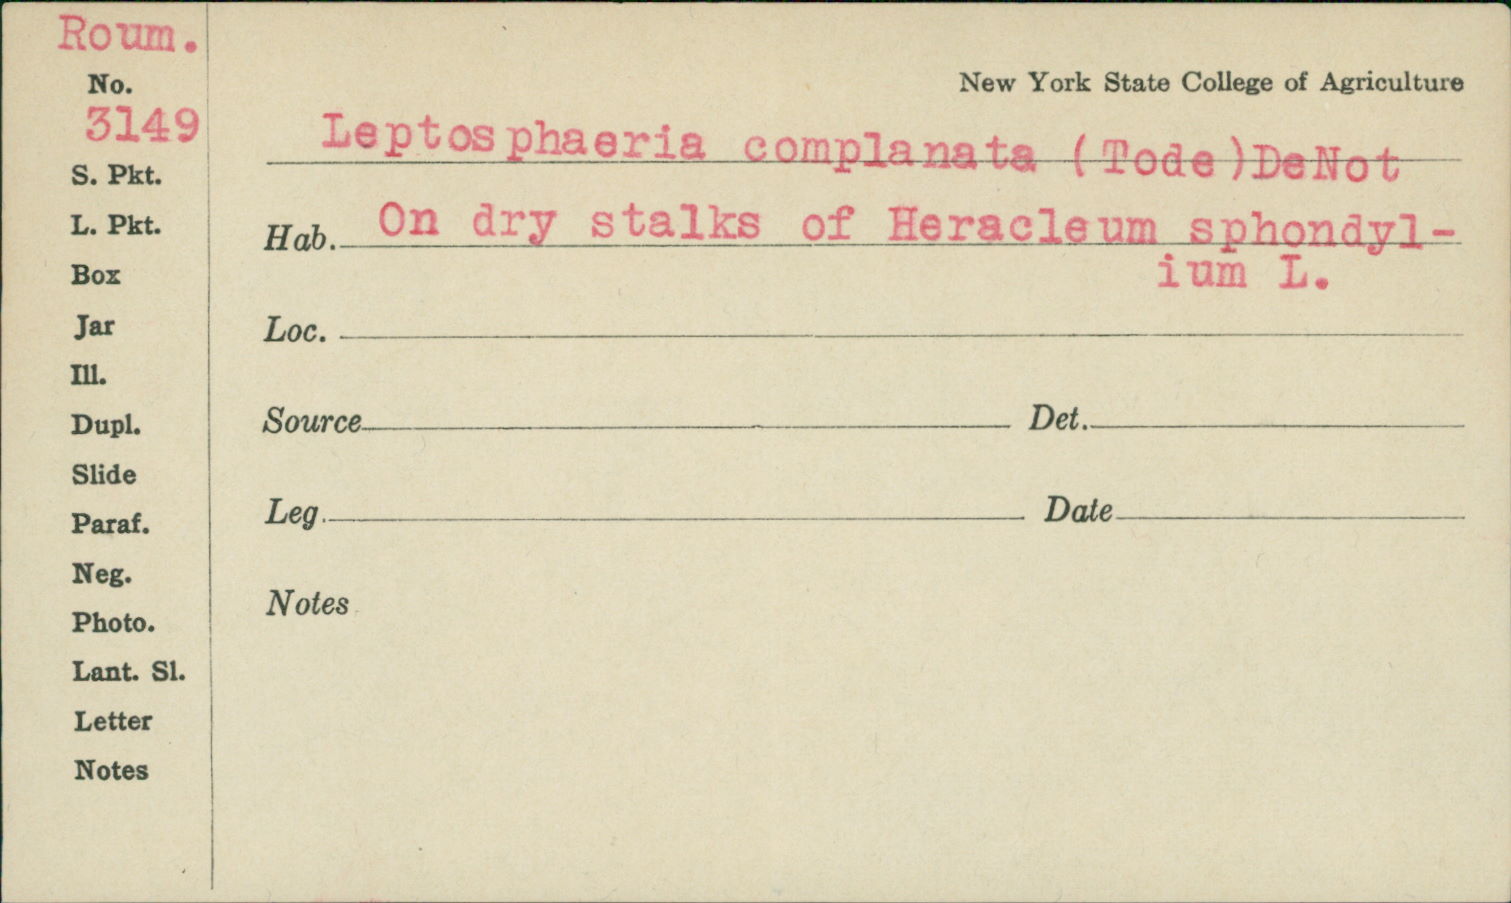 Roum.
No.
3149
S. Pkt.
L. Pkt.
Box
Jar
Ill.
Dupl.
Slide
Paraf.
Neg.
Photo.
Lant. Sl.
Letter
Notes
New York State College of Agriculture
Leptosphaeria complanata (Tode)DeNot
Hab. On dry stalks of Heracleum sphondyl-
ium L.
Loc.
Source Det.
Leg. Date
Notes